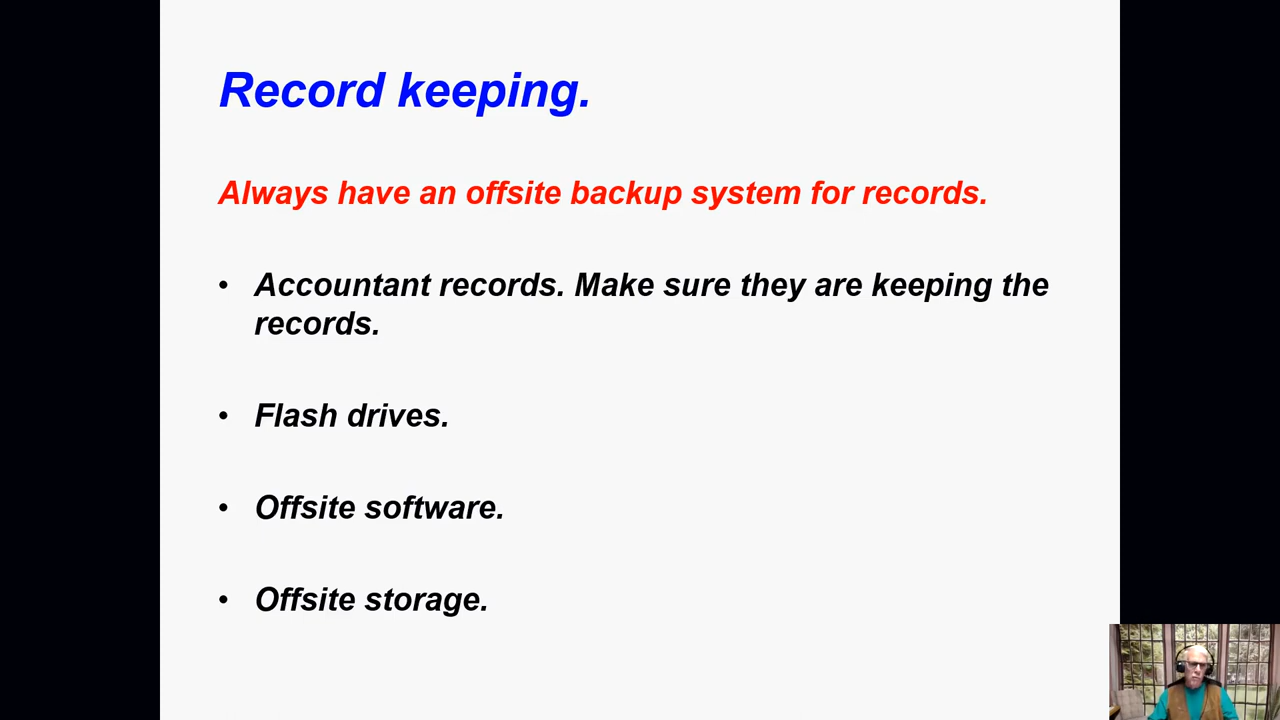 Record keeping.
Always have an offsite backup system for records.
• Accountant records. Make sure they are keeping the
records.
• Flash drives.
• Offsite software.
• Offsite storage.